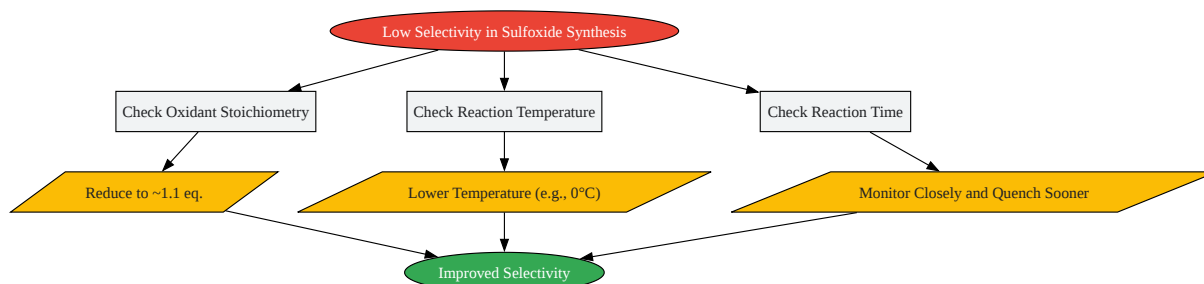 Low Selectivity in Sulfoxide Synthesis
Check Oxidant Stoichiometry
Check Reaction Temperature
Check Reaction Time
Reduce to ~1.1 eq.
Lower Temperature (e.g., 0°C)
Monitor Closely and Quench Sooner
Improved Selectivity